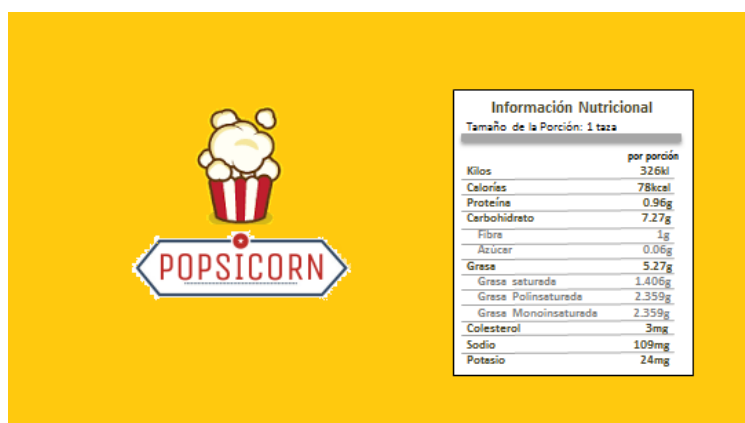 POPSICORN
Información Nutricional
Tamaño de la Porción: 1 taza
por porción
Kilos 326kl
Calorías 78kcal
Proteína 0.96g
Carbohidrato 7.27g
Fibra 1g
Azúcar 0.06g
Grasa 5.27g
Grasa saturada 1.406g
Grasa Polinsaturada 2.359g
Grasa Monoinsaturada 2.359g
Colesterol 3mg
Sodio 109mg
Potasio 24mg